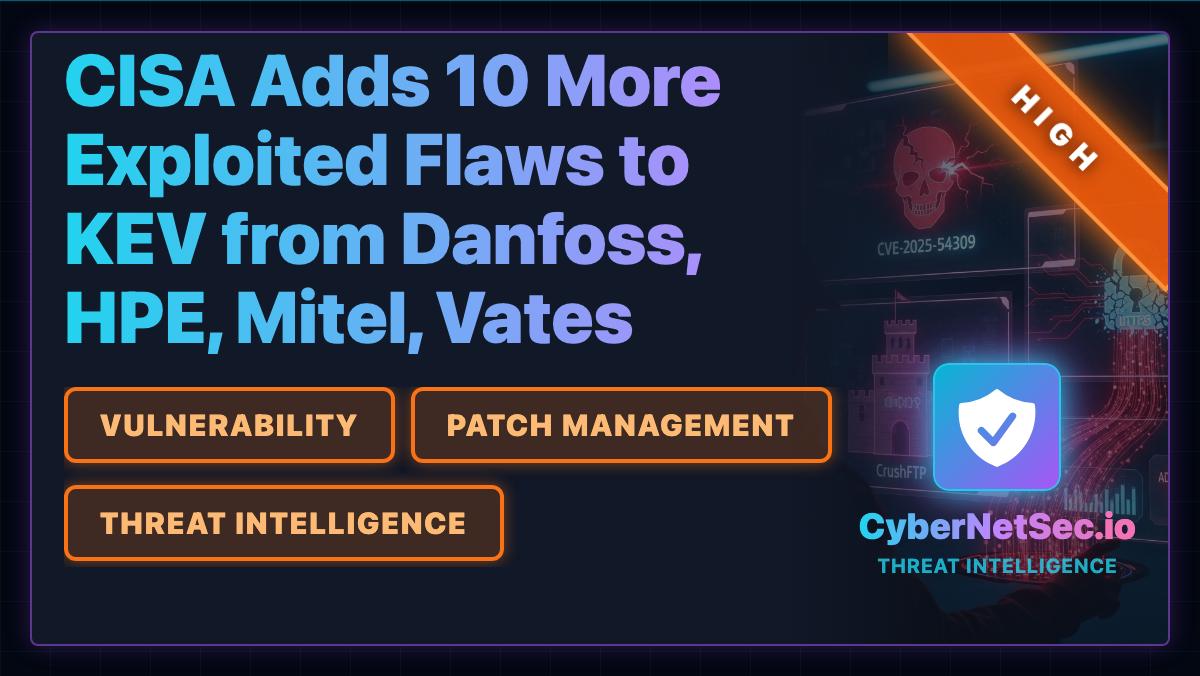 CISA Adds 10 More
Exploited Flaws to
KEV from Danfoss,
HPE, Mitel, Vates
VULNERABILITY
PATCH MANAGEMENT
THREAT INTELLIGENCE
HIGH
CVE-2025-54309
HTTPS
CrushFTP
CyberNetSec.io
THREAT INTELLIGENCE